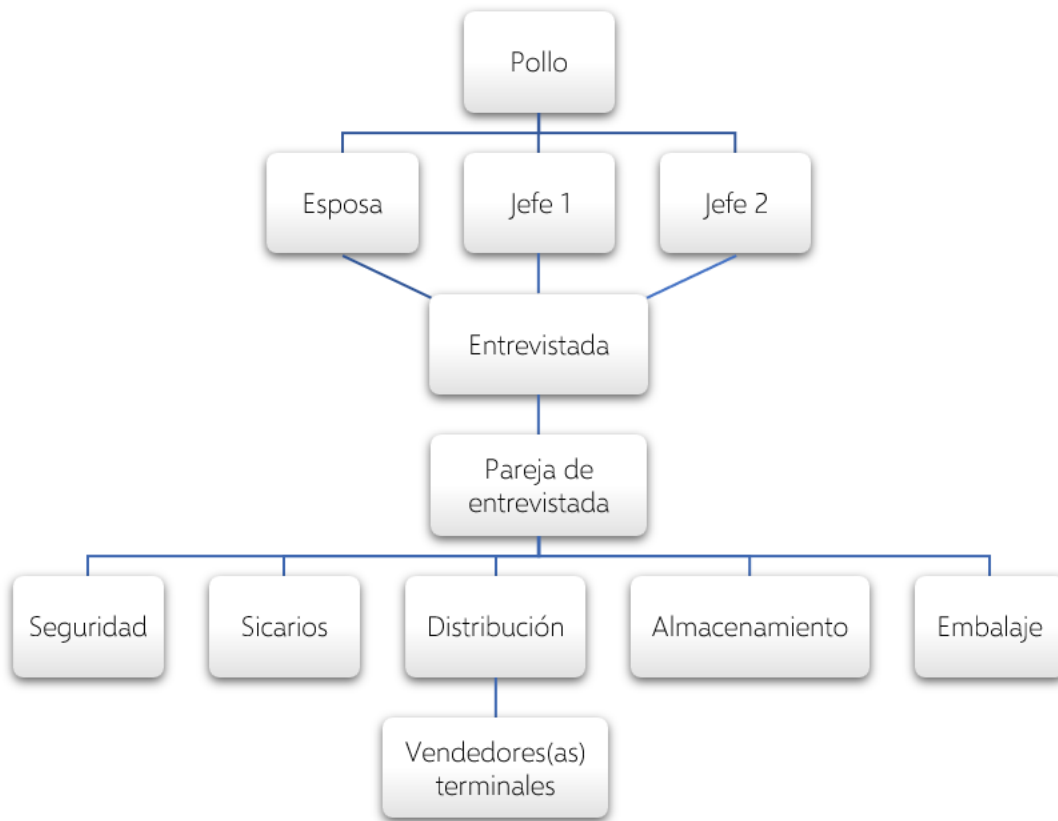 Pollo
Esposa
Jefe 1
Jefe 2
Entrevistada
Pareja de
entrevistada
Seguridad
Sicarios
Distribución
Almacenamiento
Embalaje
Vendedores(as)
terminales